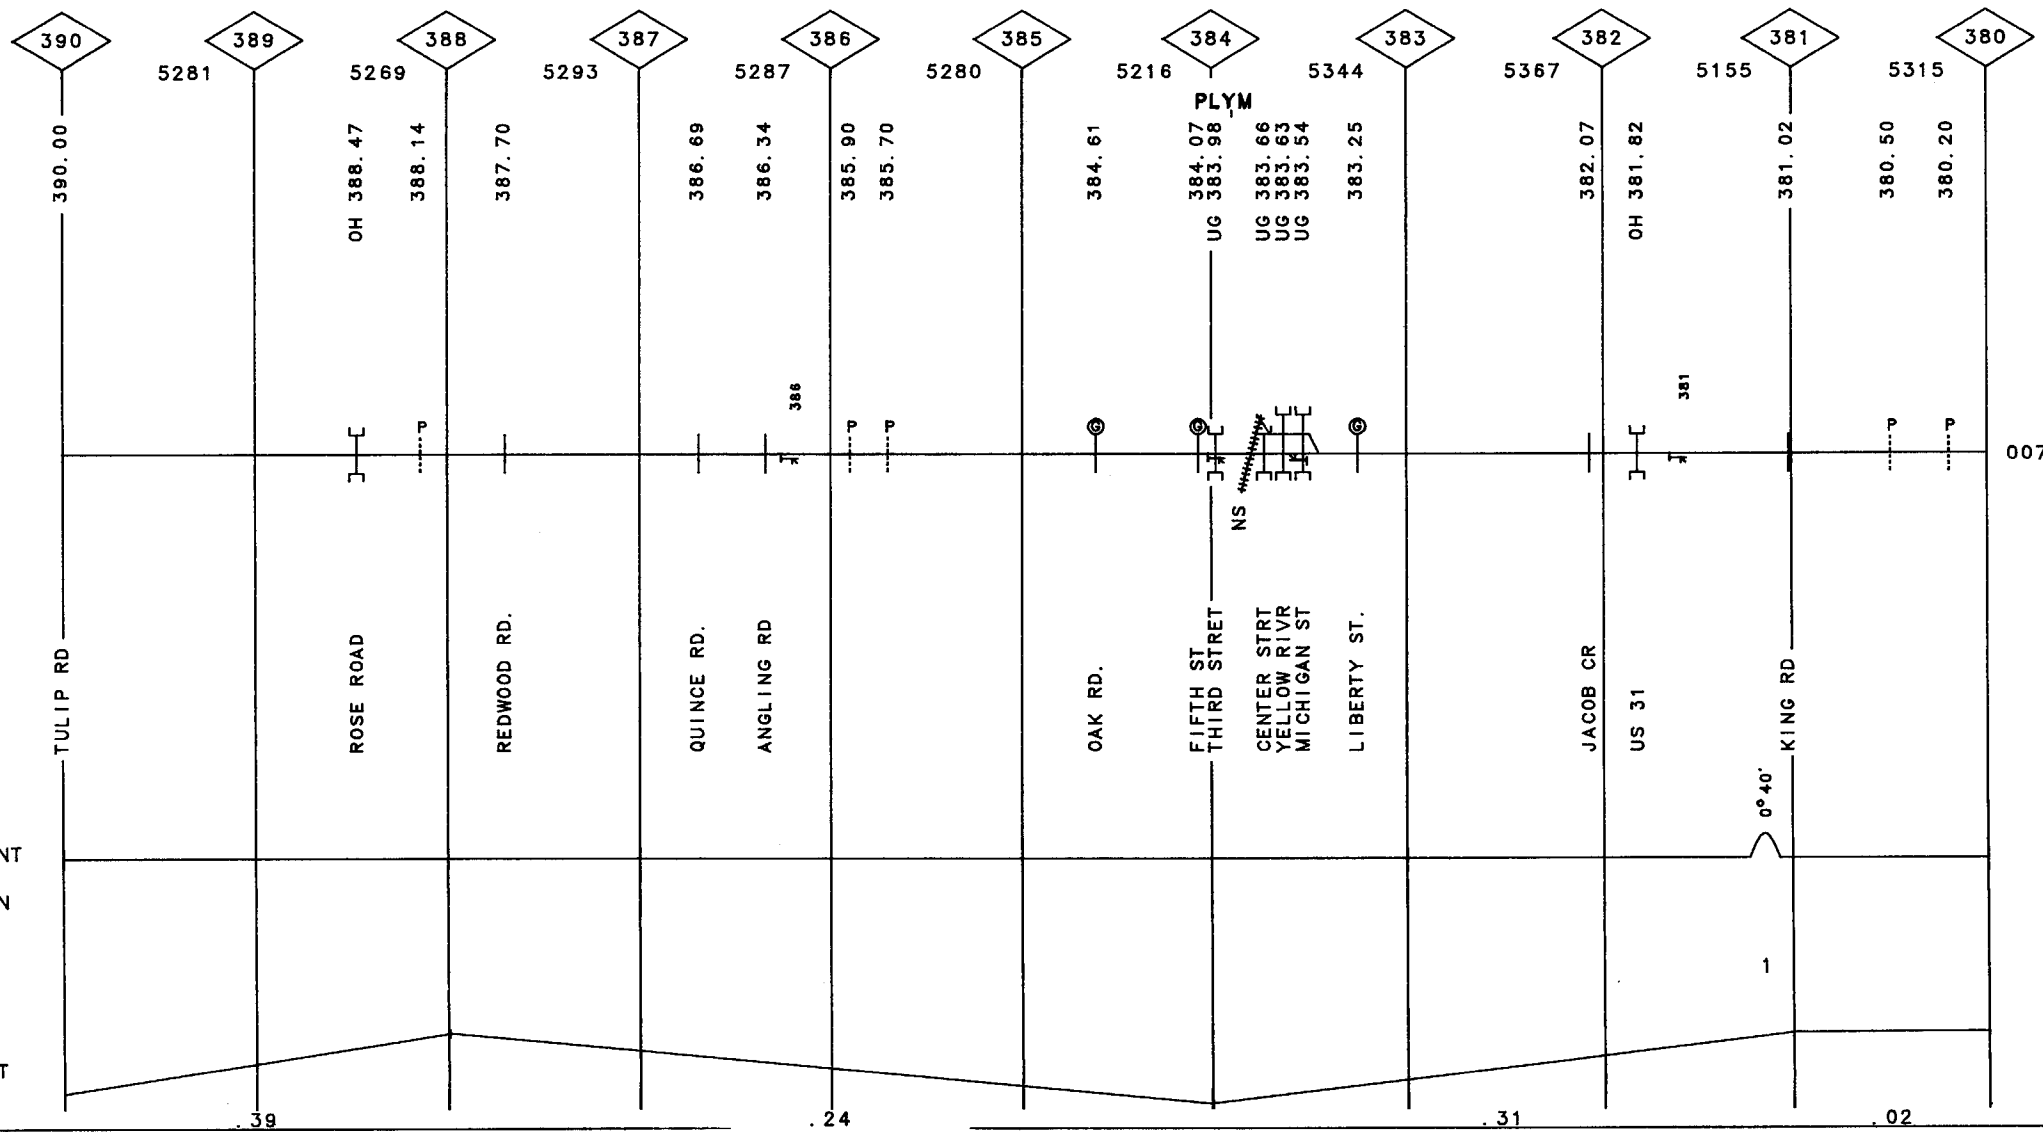 390 389 388 387 386 385 384 383 382 381 380
5281 5269 5293 5287 5280 5216 5344 5367 5155 5315
PLYM
390.00
OH 388.47
388.14
387.70
386.69
386.34
385.90
385.70
384.61
384.07
UG 383.98
UG 383.66
UG 383.63
UG 383.54
383.25
382.07
OH 381.82
381.02
380.50
380.20
386
381
P
P
P
G
G
G
P
P
007
NS
TULIP RD
ROSE ROAD
REDWOOD RD.
QUINCE RD.
ANGLING RD
OAK RD.
FIFTH ST
THIRD STRET
CENTER STRT
YELLOW RIVR
MICHIGAN ST
LIBERTY ST.
JACOB CR
US 31
KING RD
0°40'
NT
N
1
T
.39 .24 .31 .02